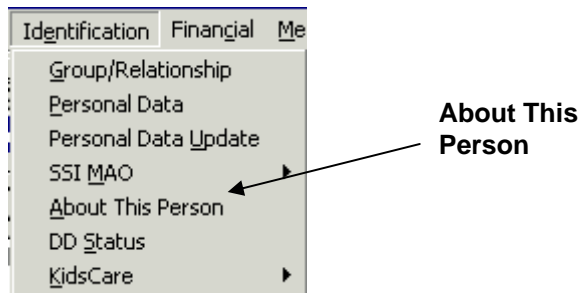 Identification Financial Me
Group/Relationship
Personal Data
Personal Data Update
SSI MAO
About This Person
DD Status
KidsCare
About This
Person